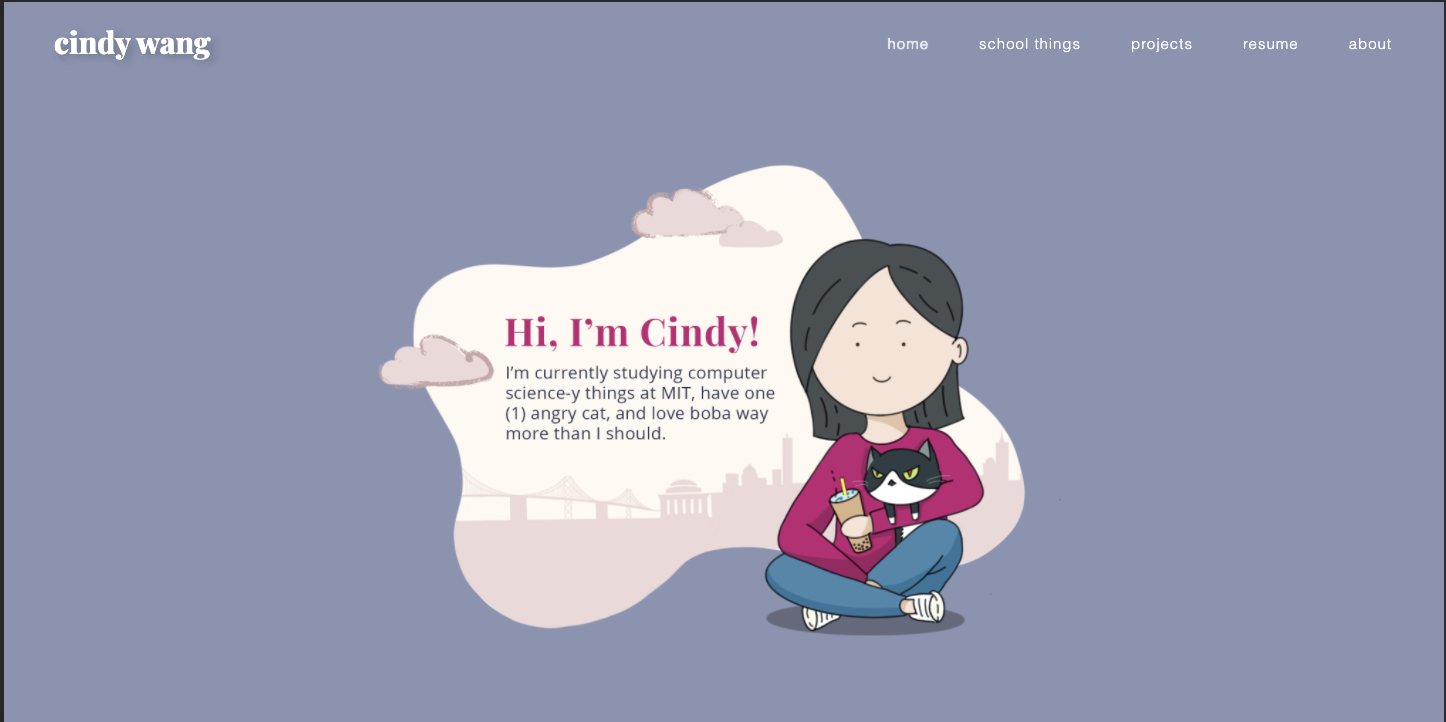 cindy wang
home
school things
projects
resume
about
Hi, I’m Cindy!
I’m currently studying computer
science-y things at MIT, have one
(1) angry cat, and love boba way
more than I should.